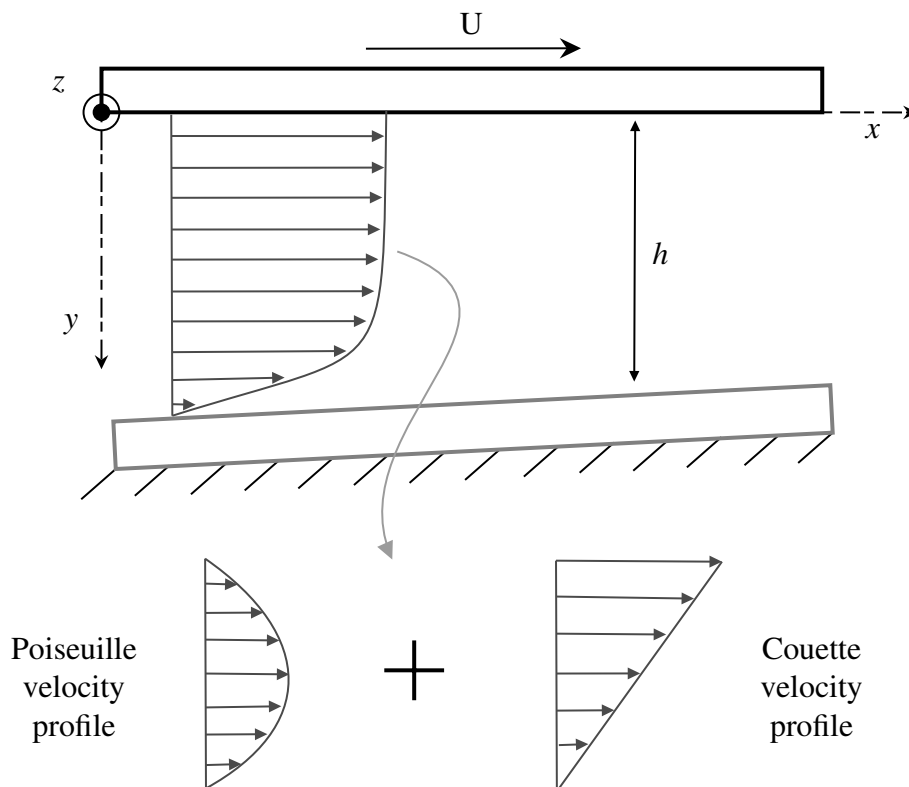 U
z
x
h
y
Poiseuille
velocity
profile
Couette
velocity
profile